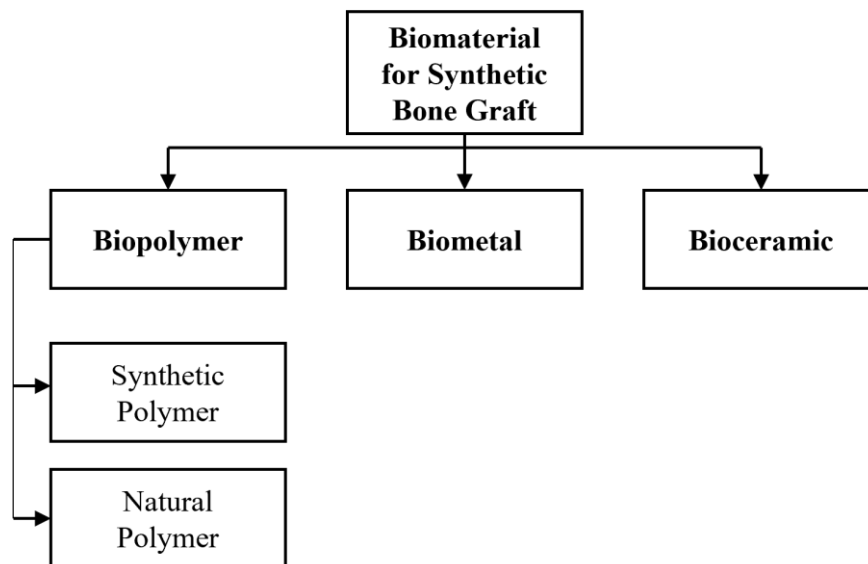 Biomaterial
for Synthetic
Bone Graft
Biopolymer
Biometal
Bioceramic
Synthetic
Polymer
Natural
Polymer